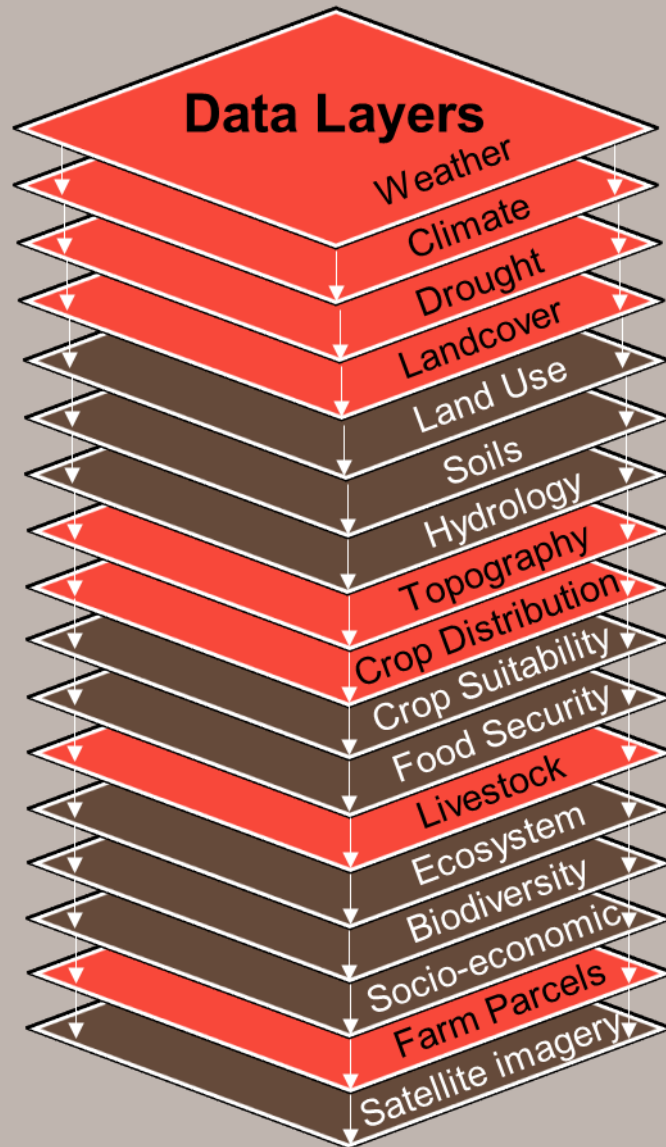 Data Layers
Weather
Climate
Drought
Landcover
Land Use
Soils
Hydrology
Topography
Crop Distribution
Crop Suitability
Food Security
Livestock
Ecosystem
Biodiversity
Socio-economic
Farm Parcels
Satellite imagery